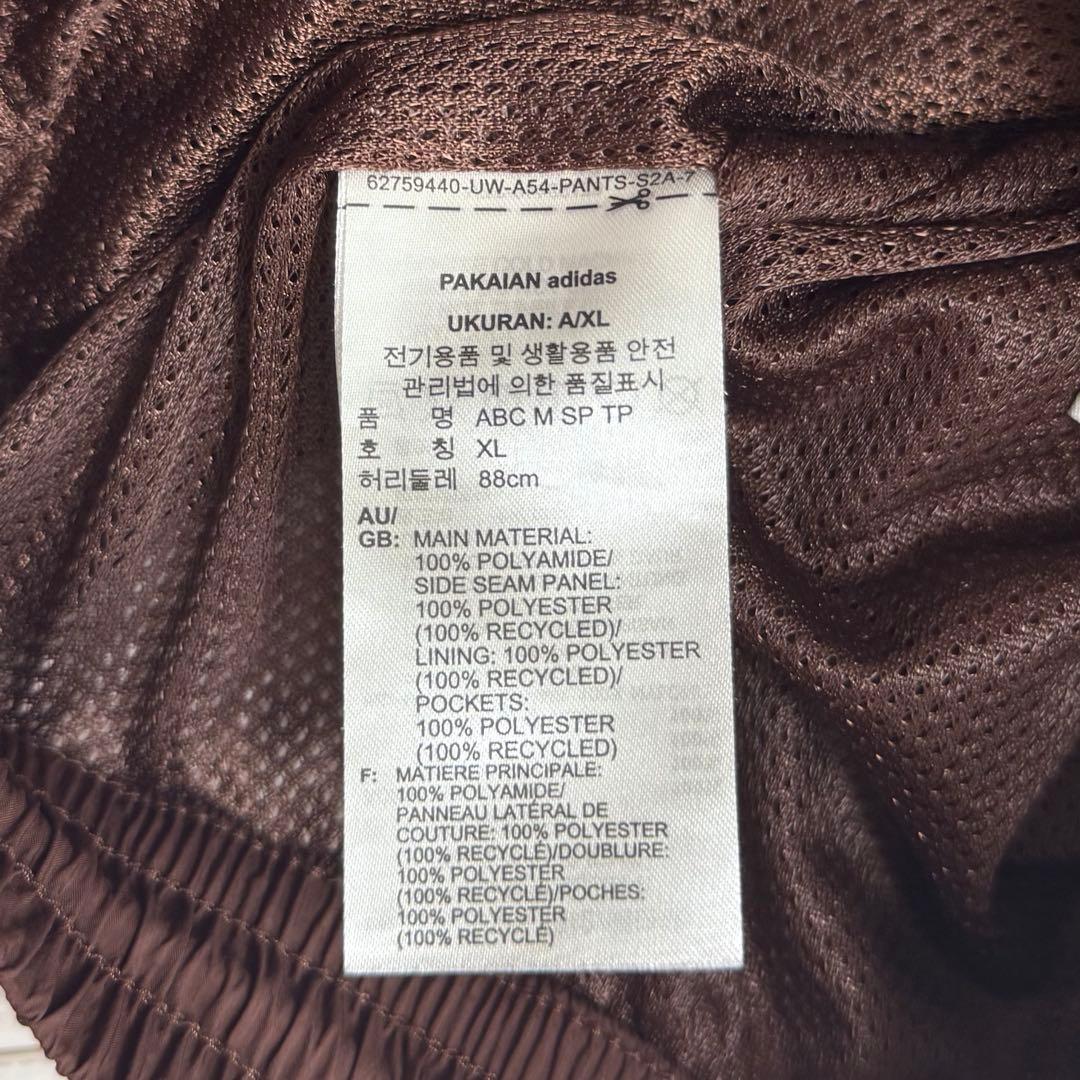 62759440-UW-A54-PANTS-S2A-7
PAKAIAN adidas
UKURAN: A/XL
전기용품 및 생활용품 안전
관리법에 의한 품질표시
품 명 ABC M SP TP
호 칭 XL
허리둘레 88cm
AU/
GB: MAIN MATERIAL:
100% POLYAMIDE/
SIDE SEAM PANEL:
100% POLYESTER
(100% RECYCLED)/
LINING: 100% POLYESTER
(100% RECYCLED)/
POCKETS:
100% POLYESTER
(100% RECYCLED)
F: MATIERE PRINCIPALE:
100% POLYAMIDE/
PANNEAU LATÉRAL DE
COUTURE: 100% POLYESTER
(100% RECYCLÉ)/DOUBLURE:
100% POLYESTER
(100% RECYCLÉ)/POCHES:
100% POLYESTER
(100% RECYCLÉ)